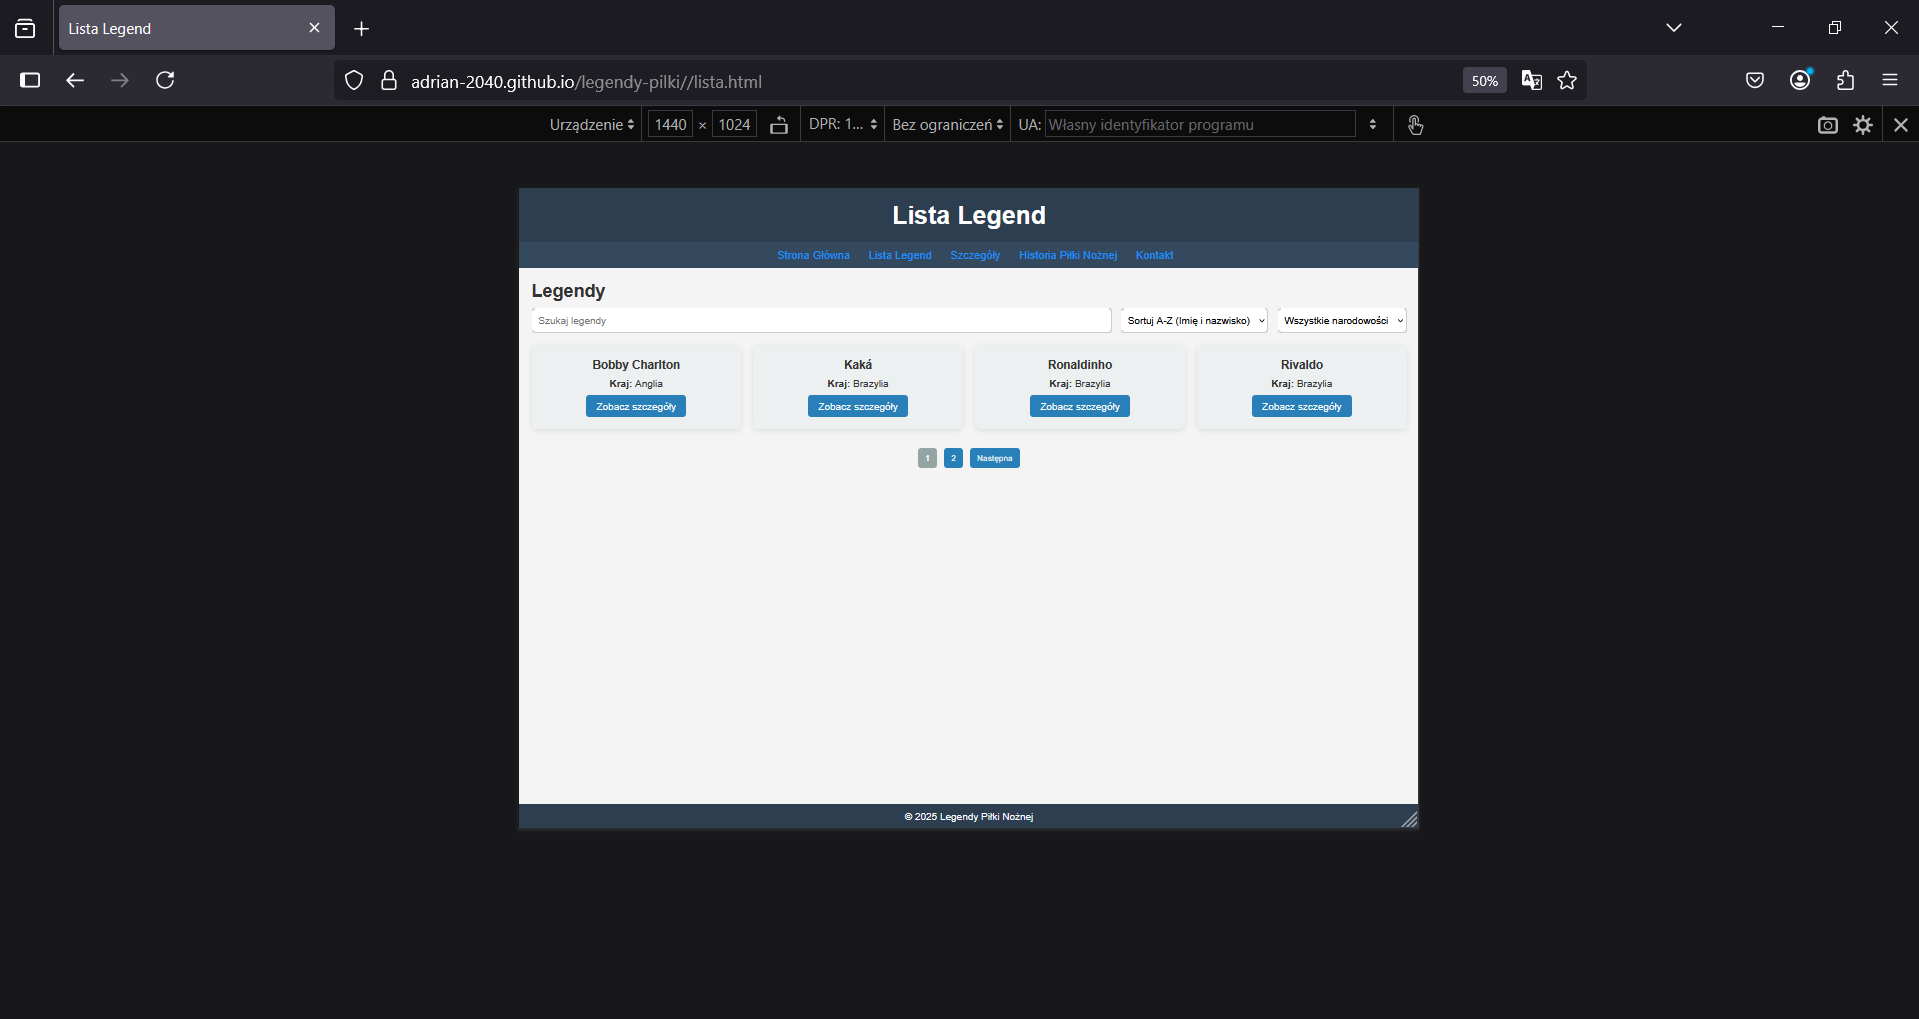 Lista Legend
adrian-2040.github.io/legendy-pilki//lista.html
50%
Urządzenie
1440 × 1024
DPR: 1...
Bez ograniczeń
UA: Własny identyfikator programu
Lista Legend
Strona Główna Lista Legend Szczegóły Historia Piłki Nożnej Kontakt
Legendy
Szukaj legendy
Sortuj A-Z (Imię i nazwisko)
Wszystkie narodowości
Bobby Charlton
Kraj: Anglia
Zobacz szczegóły
Kaká
Kraj: Brazylia
Zobacz szczegóły
Ronaldinho
Kraj: Brazylia
Zobacz szczegóły
Rivaldo
Kraj: Brazylia
Zobacz szczegóły
1 2 Następna
© 2025 Legendy Piłki Nożnej